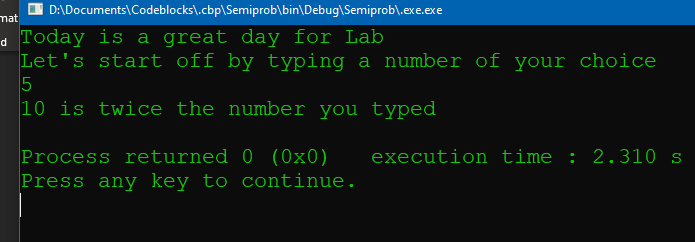 D:\Documents\Codeblocks\.cbp\Semiprob\bin\Debug\Semiprob\.exe.exe
mat
d
Today is a great day for Lab
Let's start off by typing a number of your choice
5
10 is twice the number you typed
Process returned 0 (0x0)   execution time : 2.310 s
Press any key to continue.